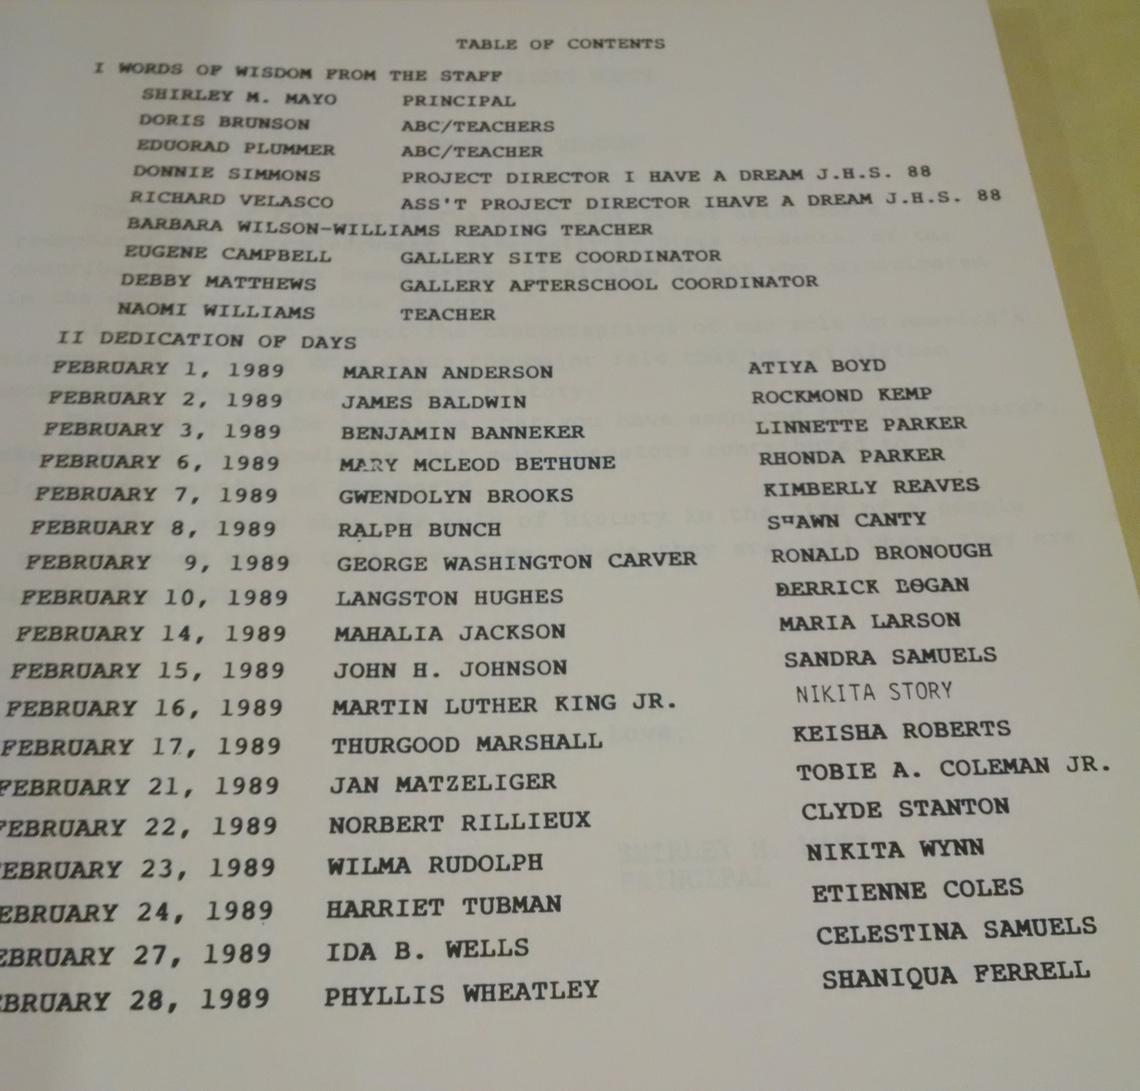 TABLE OF CONTENTS
I WORDS OF WISDOM FROM THE STAFF
SHIRLEY M. MAYO PRINCIPAL
DORIS BRUNSON ABC/TEACHERS
EDUORAD PLUMMER ABC/TEACHER
DONNIE SIMMONS PROJECT DIRECTOR I HAVE A DREAM J.H.S. 88
RICHARD VELASCO ASS'T PROJECT DIRECTOR IHAVE A DREAM J.H.S. 88
BARBARA WILSON-WILLIAMS READING TEACHER
EUGENE CAMPBELL GALLERY SITE COORDINATOR
DEBBY MATTHEWS GALLERY AFTERSCHOOL COORDINATOR
NAOMI WILLIAMS TEACHER
II DEDICATION OF DAYS
FEBRUARY 1, 1989 MARIAN ANDERSON ATIYA BOYD
FEBRUARY 2, 1989 JAMES BALDWIN ROCKMOND KEMP
FEBRUARY 3, 1989 BENJAMIN BANNEKER LINNETTE PARKER
FEBRUARY 6, 1989 MARY MCLEOD BETHUNE RHONDA PARKER
FEBRUARY 7, 1989 GWENDOLYN BROOKS KIMBERLY REAVES
FEBRUARY 8, 1989 RALPH BUNCH SHAWN CANTY
FEBRUARY 9, 1989 GEORGE WASHINGTON CARVER RONALD BRONOUGH
FEBRUARY 10, 1989 LANGSTON HUGHES DERRICK LOGAN
FEBRUARY 14, 1989 MAHALIA JACKSON MARIA LARSON
FEBRUARY 15, 1989 JOHN H. JOHNSON SANDRA SAMUELS
FEBRUARY 16, 1989 MARTIN LUTHER KING JR. NIKITA STORY
FEBRUARY 17, 1989 THURGOOD MARSHALL KEISHA ROBERTS
FEBRUARY 21, 1989 JAN MATZELIGER TOBIE A. COLEMAN JR.
FEBRUARY 22, 1989 NORBERT RILLIEUX CLYDE STANTON
EBRUARY 23, 1989 WILMA RUDOLPH NIKITA WYNN
EBRUARY 24, 1989 HARRIET TUBMAN ETIENNE COLES
EBRUARY 27, 1989 IDA B. WELLS CELESTINA SAMUELS
BRUARY 28, 1989 PHYLLIS WHEATLEY SHANIQUA FERRELL